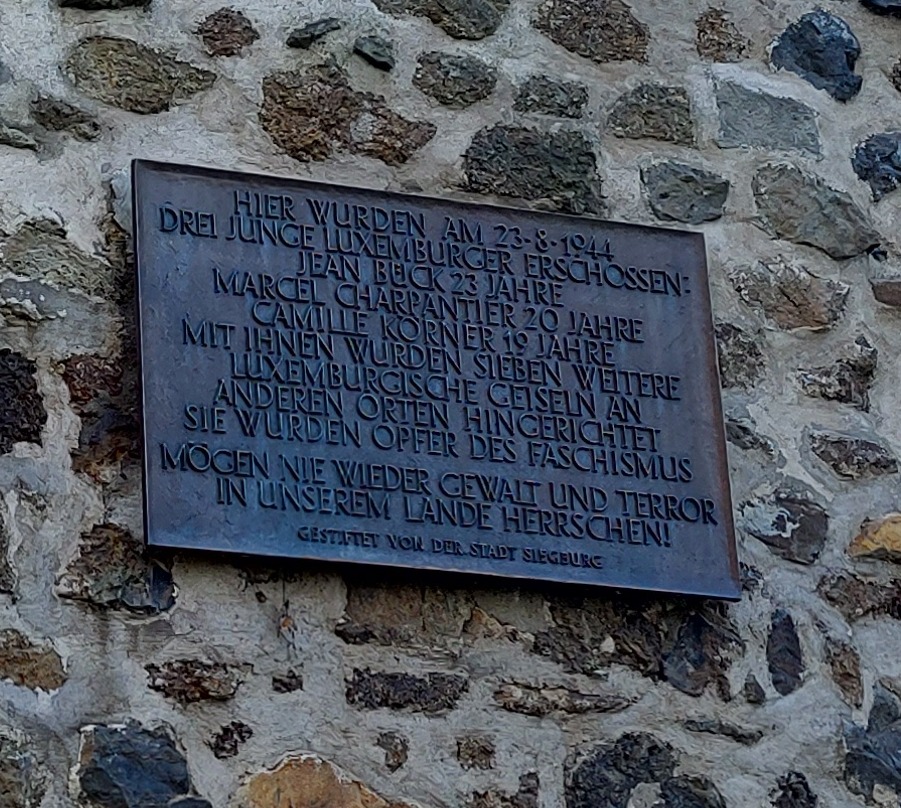 HIER WURDEN AM 23·8·1944
DREI JUNGE LUXEMBURGER ERSCHOSSEN:
JEAN BÜCK 23 JAHRE
MARCEL CHARPANTIER 20 JAHRE
CAMILLE KÖRNER 19 JAHRE
MIT IHNEN WURDEN SIEBEN WEITERE
LUXEMBURGISCHE GEISELN AN
ANDEREN ORTEN HINGERICHTET
SIE WURDEN OPFER DES FASCHISMUS
MÖGEN NIE WIEDER GEWALT UND TERROR
IN UNSEREM LANDE HERRSCHEN!
GESTIFTET VON DER STADT SIEGBURG